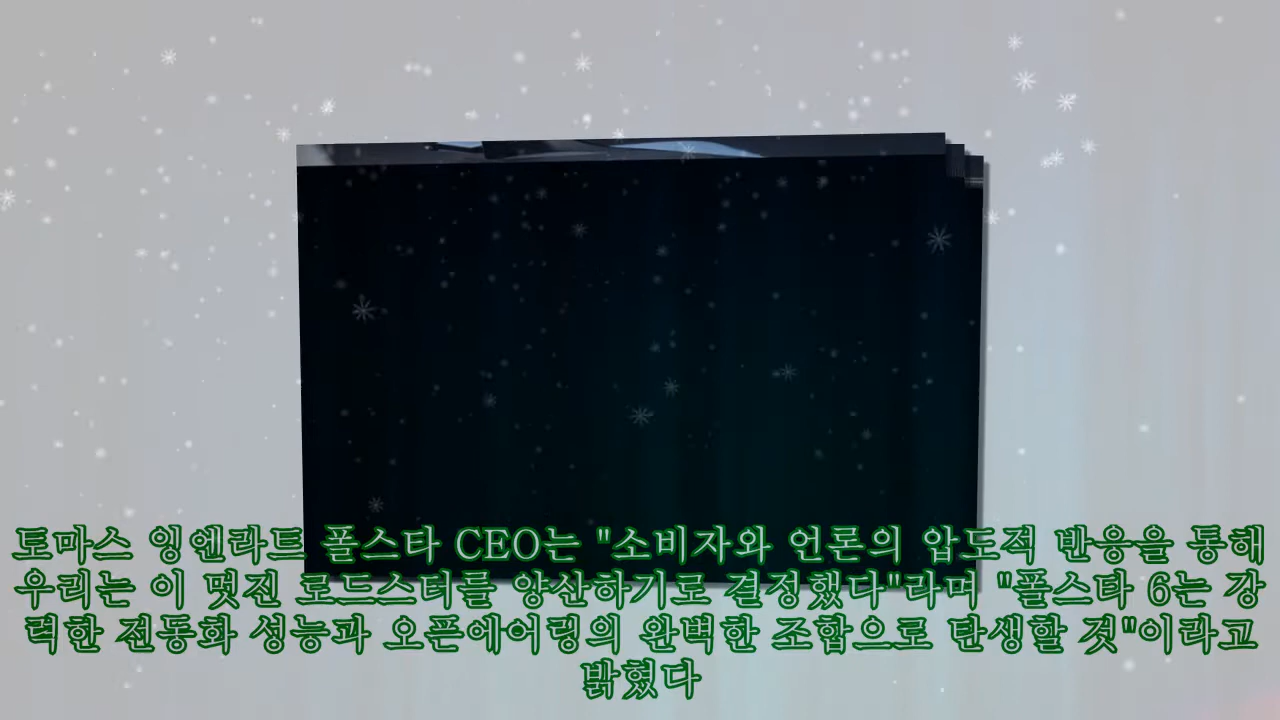 토마스 잉엔라트 폴스타 CEO는 "소비자와 언론의 압도적 반응을 통해
우리는 이 멋진 로드스터를 양산하기로 결정했다"라며 "폴스타 6는 강
력한 전동화 성능과 오픈에어링의 완벽한 조합으로 탄생할 것"이라고
밝혔다